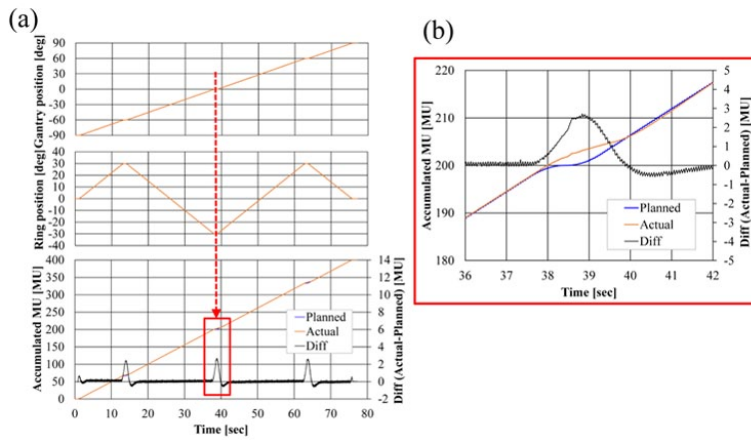 (a)
Gantry position [deg]
90
60
30
0
-30
-60
-90
Ring position [deg]
30
20
10
0
-10
-20
-30
-40
Accumulated MU [MU]
400
350
300
250
200
150
100
50
0
14
12
10
8
6
4
2
0
-2
Diff (Actual-Planned) [MU]
Planned
Actual
Diff
0 10 20 30 40 50 60 70 80
Time [sec]
(b)
Accumulated MU [MU]
220
210
200
190
180
5
4
3
2
1
0
-1
-2
-3
-4
-5
Diff (Actual-Planned) [MU]
Planned
Actual
Diff
36 37 38 39 40 41 42
Time [sec]